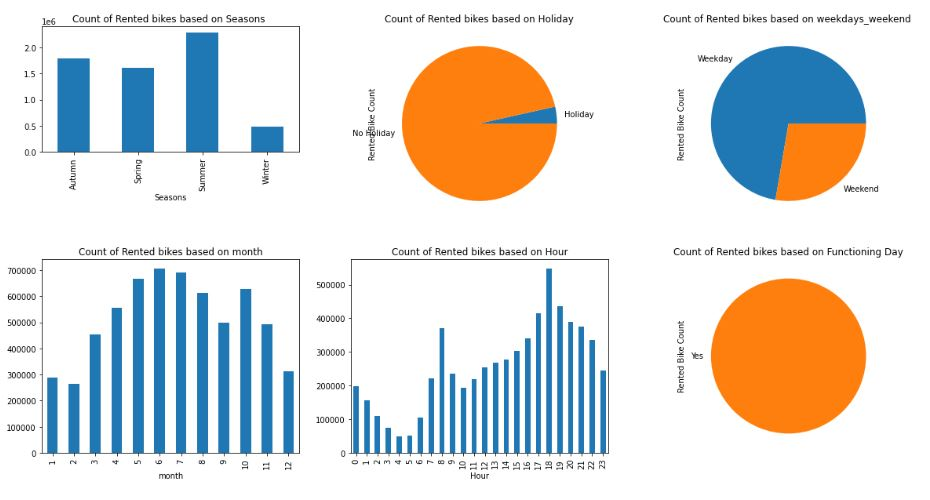 Count of Rented bikes based on Seasons
1e6
2.0
1.5
1.0
0.5
0.0
Autumn
Spring
Summer
Winter
Seasons
Count of Rented bikes based on Holiday
Rented Bike Count
No Holiday
Holiday
Count of Rented bikes based on weekdays_weekend
Rented Bike Count
Weekday
Weekend
Count of Rented bikes based on month
700000
600000
500000
400000
300000
200000
100000
0
1 2 3 4 5 6 7 8 9 10 11 12
month
Count of Rented bikes based on Hour
500000
400000
300000
200000
100000
0
0 1 2 3 4 5 6 7 8 9 10 11 12 13 14 15 16 17 18 19 20 21 22 23
Hour
Count of Rented bikes based on Functioning Day
Rented Bike Count
Yes